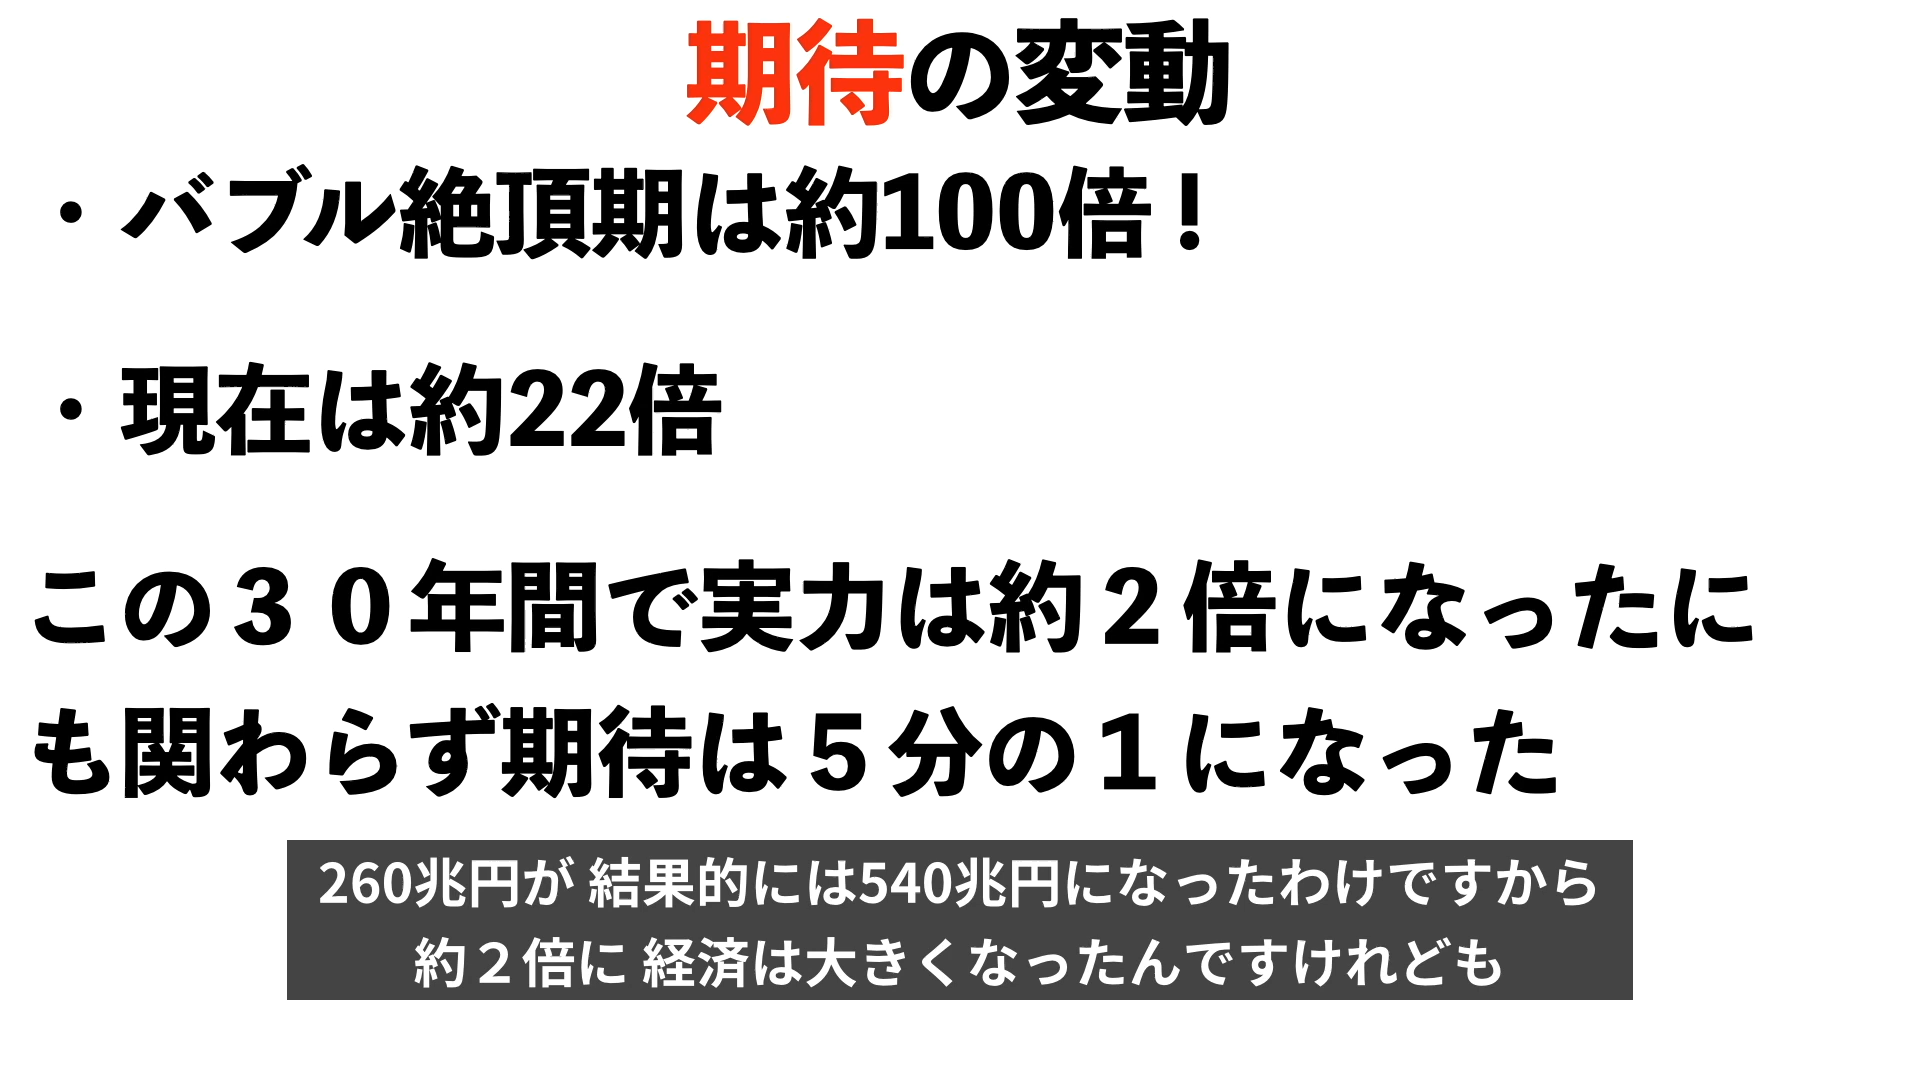 期待の変動
・バブル絶頂期は約100倍！
・現在は約22倍
この３０年間で実力は約２倍になったに
も関わらず期待は５分の１になった
260兆円が 結果的には540兆円になったわけですから
約２倍に 経済は大きくなったんですけれども